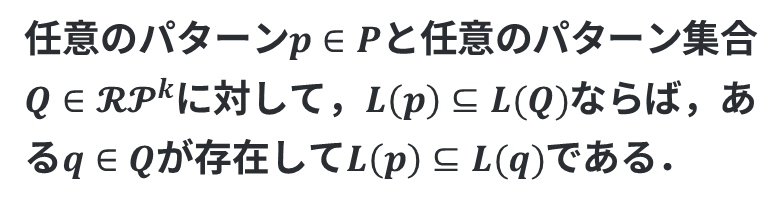 任意のパターンp ∈ Pと任意のパターン集合
Q ∈ ℛ𝒫ᵏに対して，L(p) ⊆ L(Q)ならば，あ
るq ∈ Qが存在してL(p) ⊆ L(q)である．